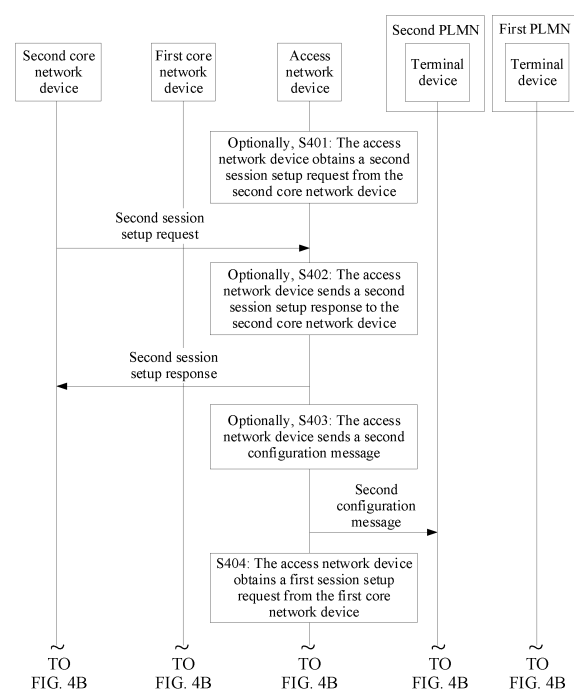 Second PLMN
First PLMN
Second core
network
device
First core
network
device
Access
network
device
Terminal
device
Terminal
device
Optionally, S401: The access
network device obtains a second
session setup request from the
second core network device
Second session
setup request
Optionally, S402: The access
network device sends a second
session setup response to the
second core network device
Second session
setup response
Optionally, S403: The access
network device sends a second
configuration message
Second
configuration
message
S404: The access network device
obtains a first session setup
request from the first core
network device
~
TO
FIG. 4B
~
TO
FIG. 4B
~
TO
FIG. 4B
~
TO
FIG. 4B
~
TO
FIG. 4B